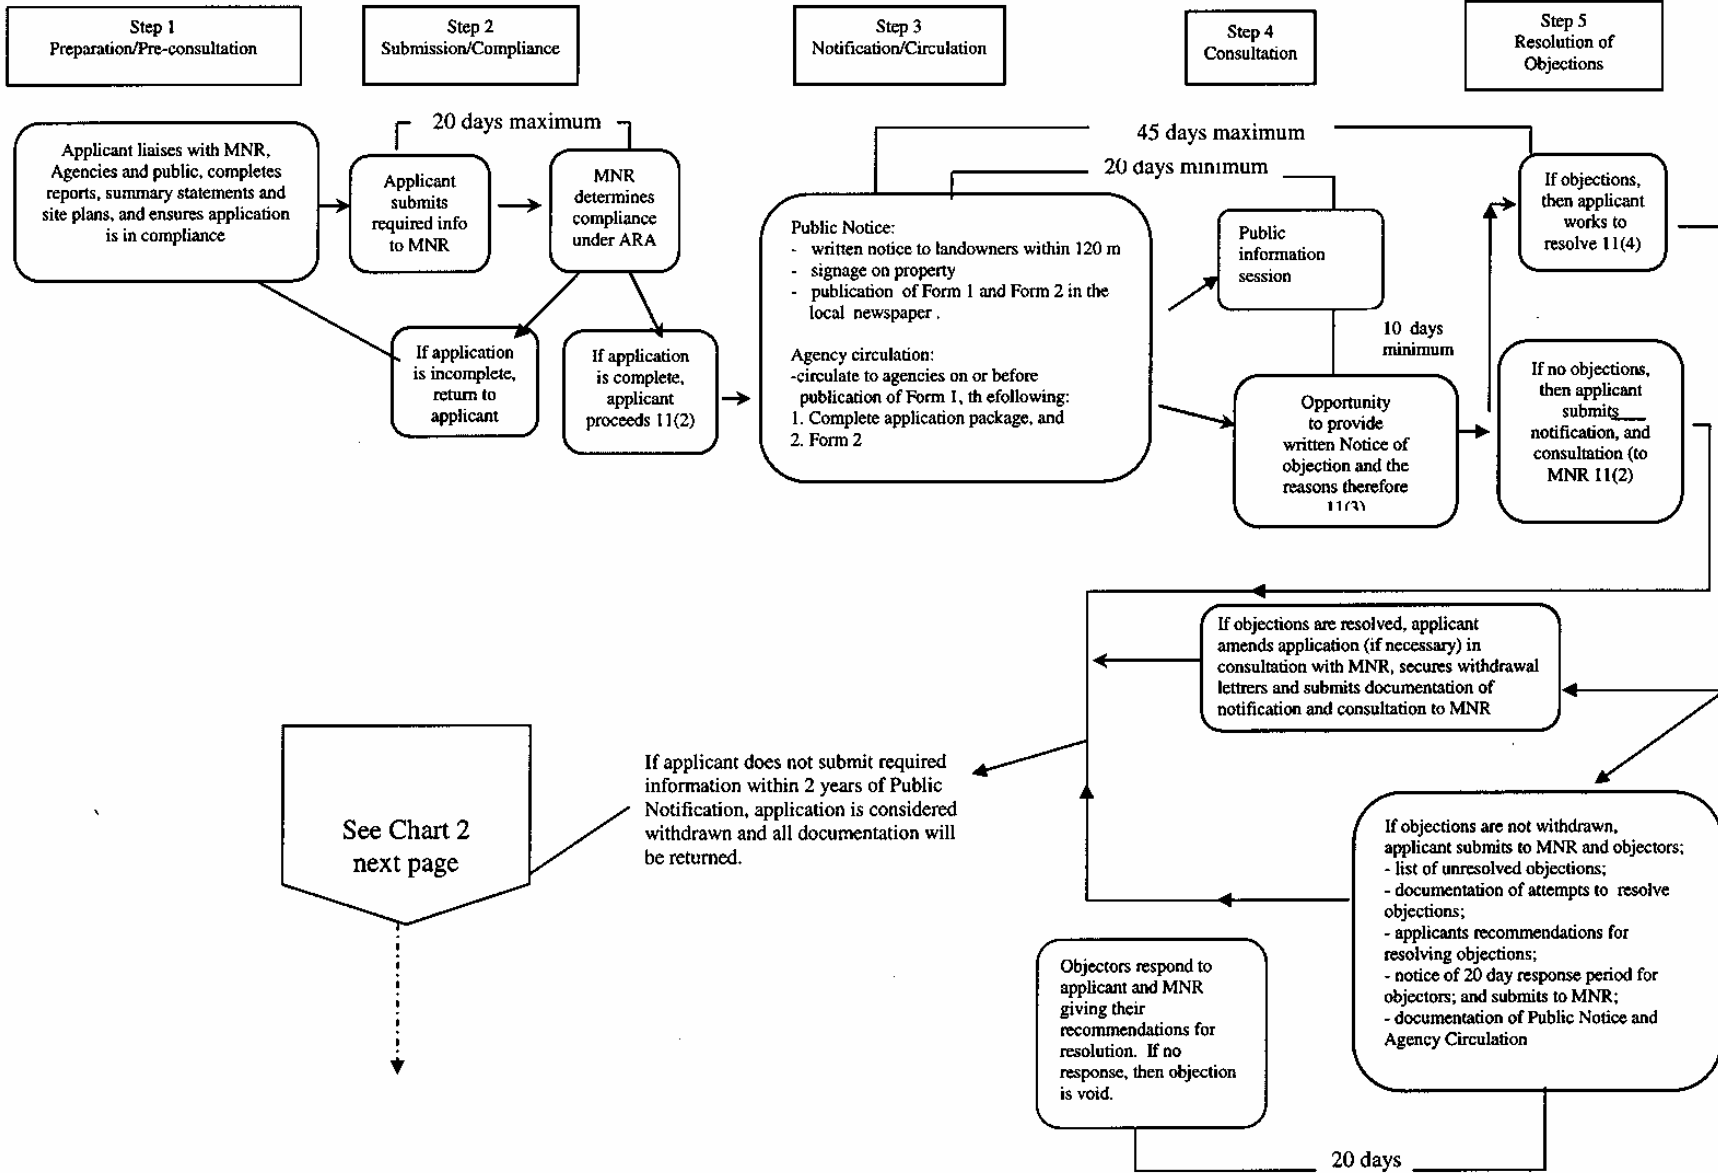 Step 1
Preparation/Pre-consultation
Step 2
Submission/Compliance
Step 3
Notification/Circulation
Step 4
Consultation
Step 5
Resolution of
Objections
20 days maximum
45 days maximum
20 days minimum
Applicant liaises with MNR,
Agencies and public, completes
reports, summary statements and
site plans, and ensures application
is in compliance
Applicant
submits
required info
to MNR
MNR
determines
compliance
under ARA
If application
is incomplete,
return to
applicant
If application
is complete,
applicant
proceeds 11(2)
Public Notice:
- written notice to landowners within 120 m
- signage on property
- publication of Form 1 and Form 2 in the
local newspaper .
Agency circulation:
-circulate to agencies on or before
publication of Form 1, th efollowing:
1. Complete application package, and
2. Form 2
Public
information
session
10 days
minimum
Opportunity
to provide
written Notice of
objection and the
reasons therefore
11(3)
If objections,
then applicant
works to
resolve 11(4)
If no objections,
then applicant
submits
notification, and
consultation (to
MNR 11(2)
If objections are resolved, applicant
amends application (if necessary) in
consultation with MNR, secures withdrawal
lettrers and submits documentation of
notification and consultation to MNR
If applicant does not submit required
information within 2 years of Public
Notification, application is considered
withdrawn and all documentation will
be returned.
See Chart 2
next page
If objections are not withdrawn,
applicant submits to MNR and objectors;
- list of unresolved objections;
- documentation of attempts to resolve
objections;
- applicants recommendations for
resolving objections;
- notice of 20 day response period for
objectors; and submits to MNR;
- documentation of Public Notice and
Agency Circulation
Objectors respond to
applicant and MNR
giving their
recommendations for
resolution. If no
response, then objection
is void.
20 days